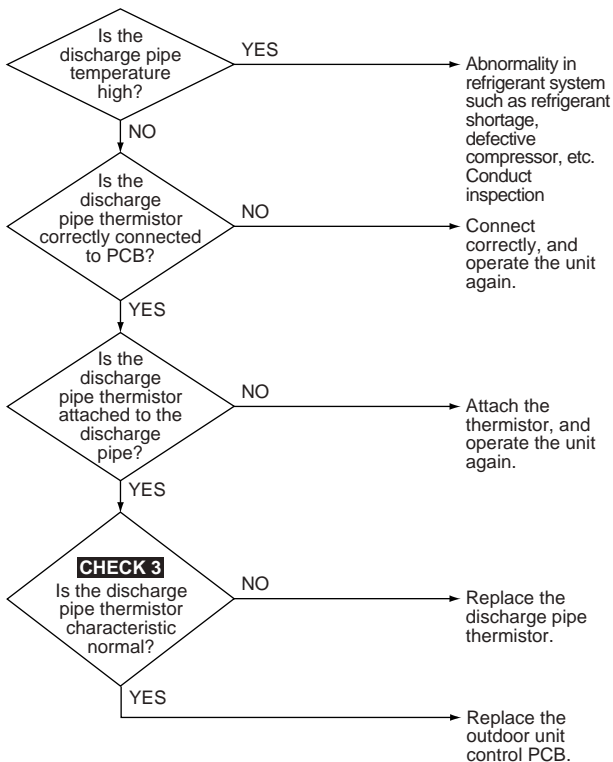 Is the
discharge pipe
temperature
high?
YES
Abnormality in
refrigerant system
such as refrigerant
shortage,
defective
compressor, etc.
Conduct
inspection
NO
Is the
discharge
pipe thermistor
correctly connected
to PCB?
NO
Connect
correctly, and
operate the unit
again.
YES
Is the
discharge
pipe thermistor
attached to the
discharge
pipe?
NO
Attach the
thermistor, and
operate the unit
again.
YES
CHECK 3
Is the discharge
pipe thermistor
characteristic
normal?
NO
Replace the
discharge pipe
thermistor.
YES
Replace the
outdoor unit
control PCB.